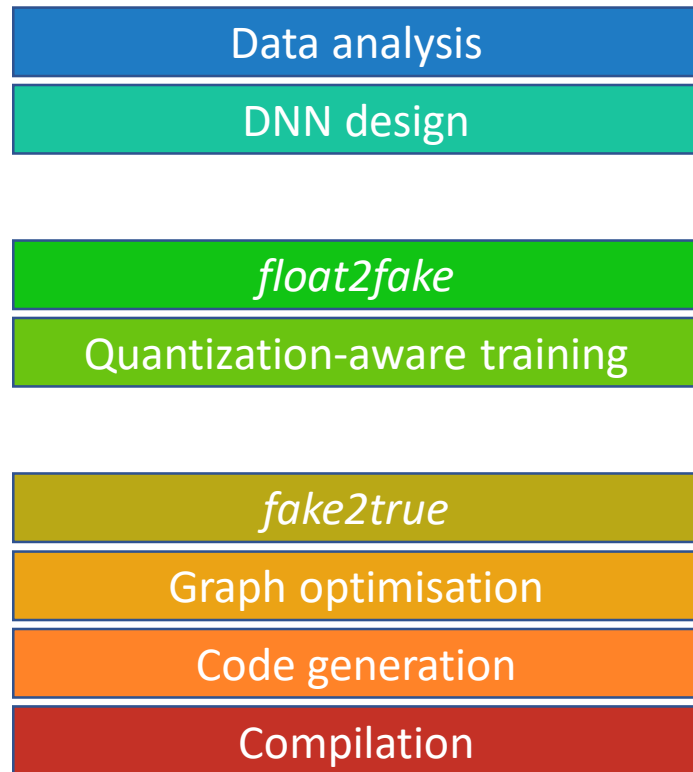 Data analysis
DNN design
float2fake
Quantization-aware training
fake2true
Graph optimisation
Code generation
Compilation